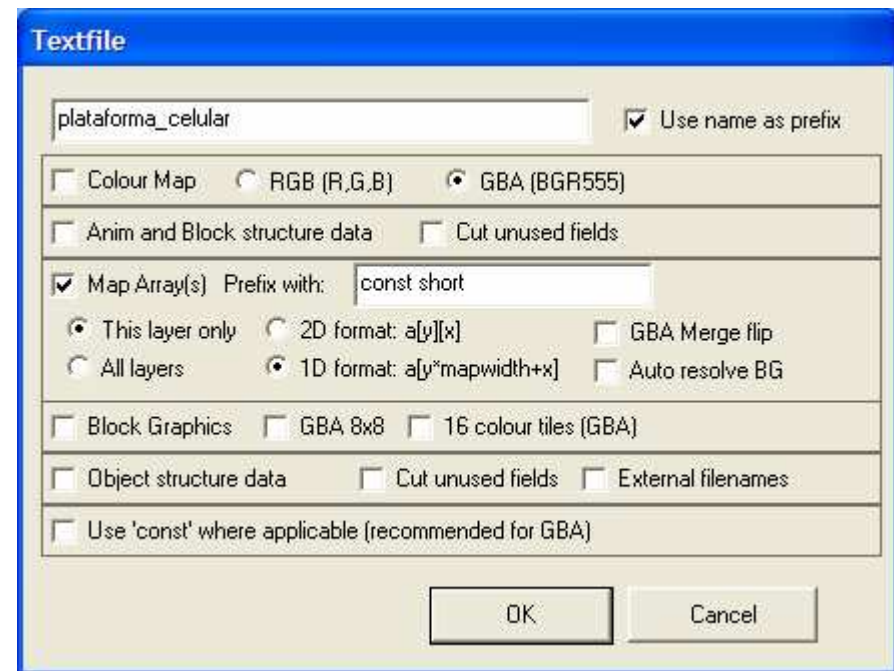 Textfile
plataforma_celular Use name as prefix
Colour Map RGB (R,G,B) GBA (BGR555)
Anim and Block structure data Cut unused fields
Map Array(s) Prefix with: const short
This layer only 2D format: a[y][x] GBA Merge flip
All layers 1D format: a[y*mapwidth+x] Auto resolve BG
Block Graphics GBA 8x8 16 colour tiles (GBA)
Object structure data Cut unused fields External filenames
Use 'const' where applicable (recommended for GBA)
OK Cancel